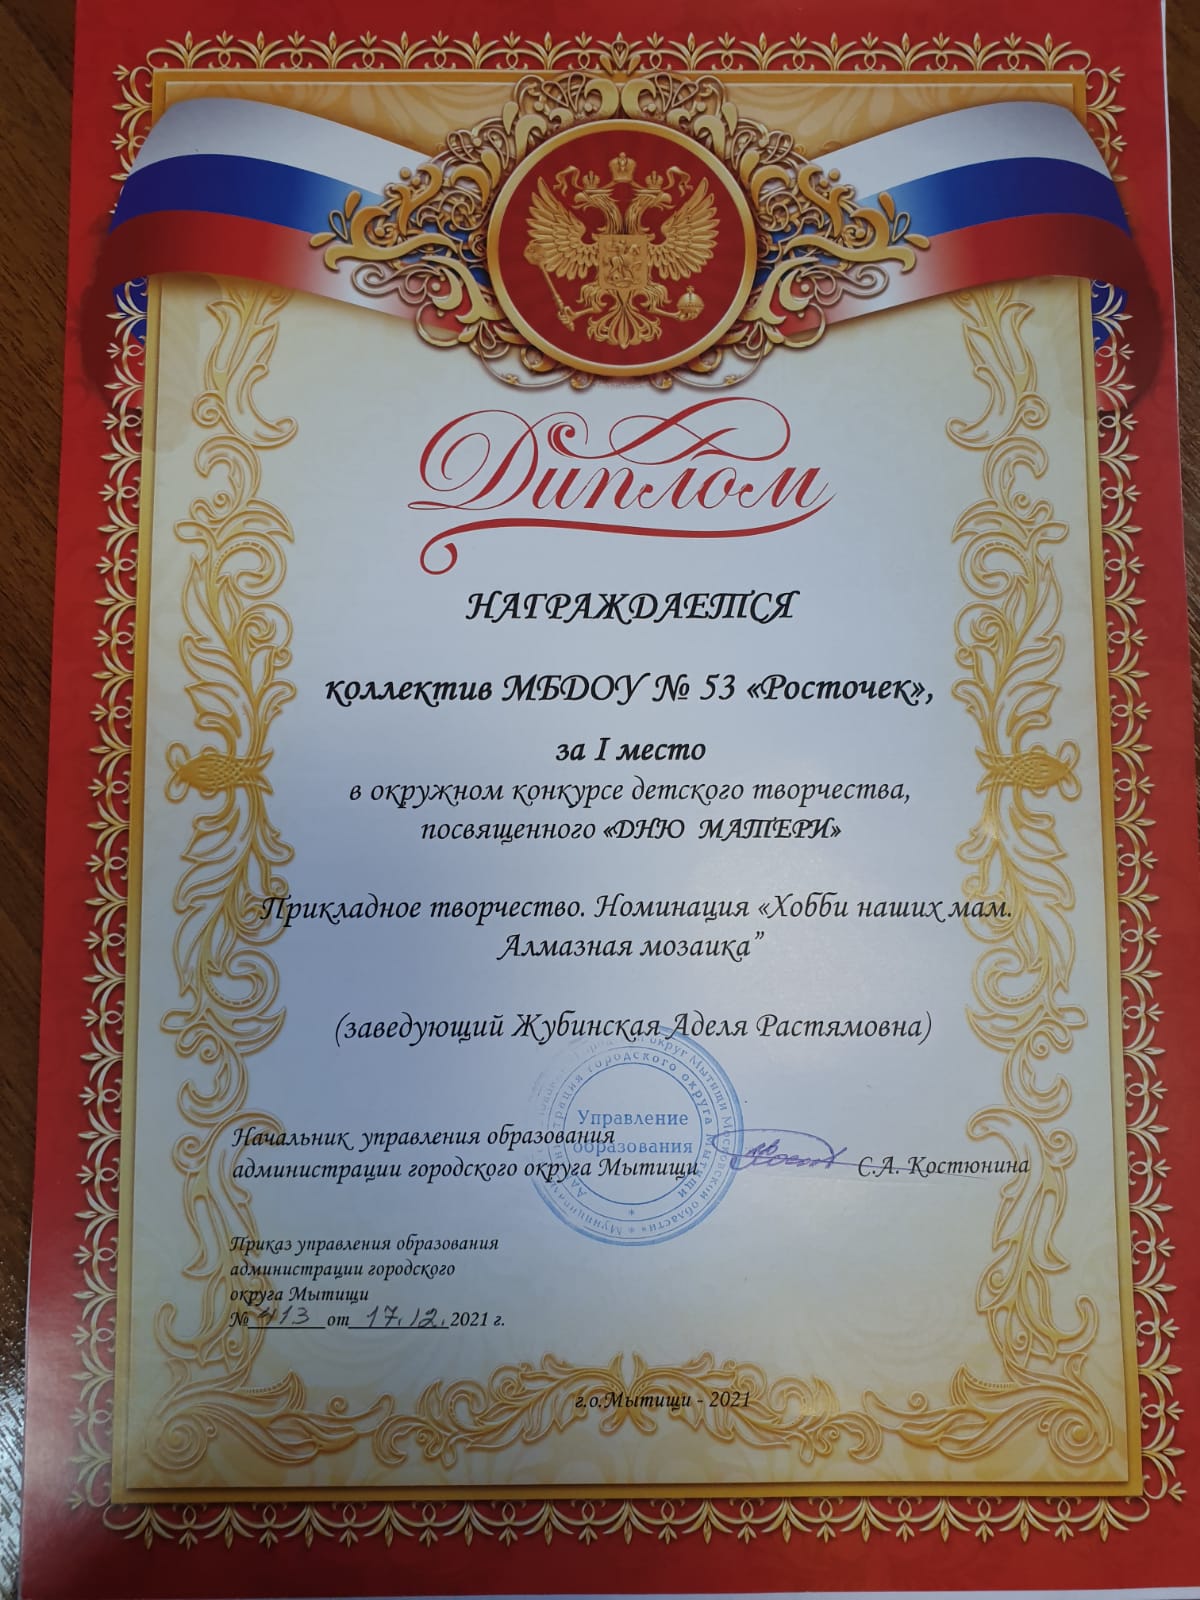 Диплом
НАГРАЖДАЕТСЯ
коллектив МБДОУ № 53 «Росточек»,
за I место
в окружном конкурсе детского творчества,
посвященного «ДНЮ МАТЕРИ»
Прикладное творчество. Номинация «Хобби наших мам.
Алмазная мозаика”
(заведующий Жубинская Аделя Растямовна)
Управление
образования
Начальник управления образования
администрации городского округа Мытищи
С.А. Костюнина
Приказ управления образования
администрации городского
округа Мытищи
№ 413 от 17.12.2021 г.
г.о.Мытищи - 2021